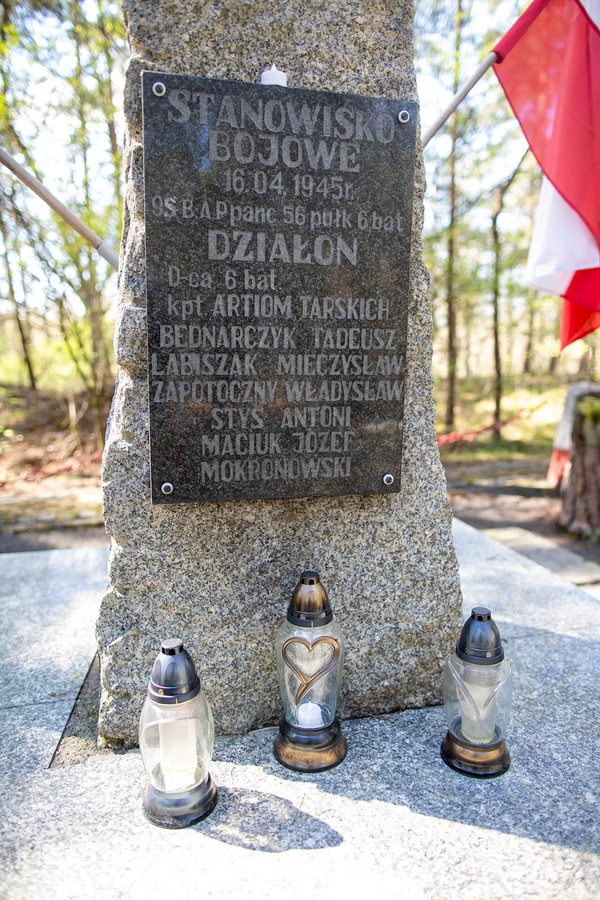 STANOWISKO
BOJOWE
16.04.1945r.
9S.B.A.P.panc 56 pułk 6 bat
DZIAŁON
D-ca 6 bat
kpt ARTIOM TARSKICH
BEDNARCZYK TADEUSZ
ŁABISZAK MIECZYSŁAW
ZAPOTOCZNY WŁADYSŁAW
STYS ANTONI
MACIUK JÓZEF
MOKRONOWSKI